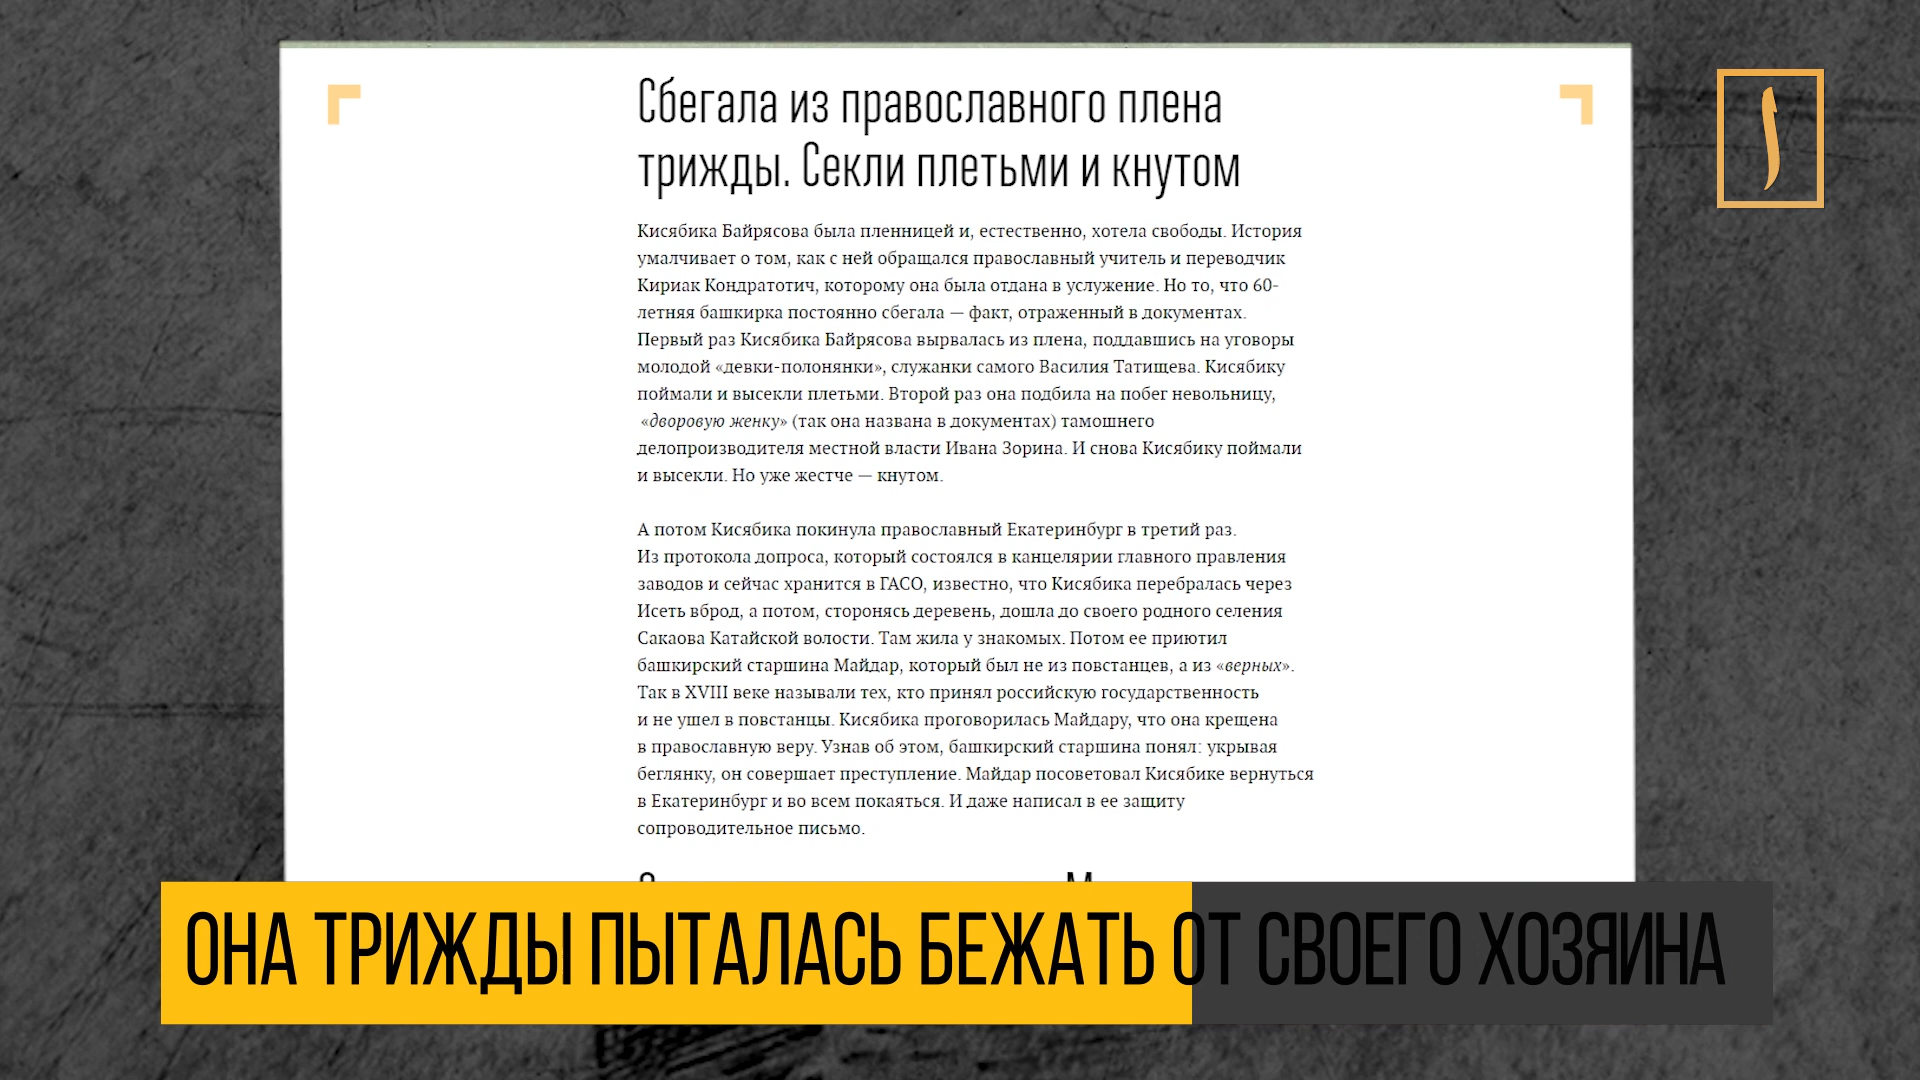 Сбегала из православного плена
трижды. Секли плетьми и кнутом
Кисябика Байрясова была пленницей и, естественно, хотела свободы. История
умалчивает о том, как с ней обращался православный учитель и переводчик
Кириак Кондратотич, которому она была отдана в услужение. Но то, что 60-
летняя башкирка постоянно сбегала — факт, отраженный в документах.
Первый раз Кисябика Байрясова вырвалась из плена, поддавшись на уговоры
молодой «девки-полонянки», служанки самого Василия Татищева. Кисябику
поймали и высекли плетьми. Второй раз она подбила на побег невольницу,
«дворовую женку» (так она названа в документах) тамошнего
делопроизводителя местной власти Ивана Зорина. И снова Кисябику поймали
и высекли. Но уже жестче — кнутом.
А потом Кисябика покинула православный Екатеринбург в третий раз.
Из протокола допроса, который состоялся в канцелярии главного правления
заводов и сейчас хранится в ГАСО, известно, что Кисябика перебралась через
Исеть вброд, а потом, сторонясь деревень, дошла до своего родного селения
Сакаова Катайской волости. Там жила у знакомых. Потом ее приютил
башкирский старшина Майдар, который был не из повстанцев, а из «верных».
Так в XVIII веке называли тех, кто принял российскую государственность
и не ушел в повстанцы. Кисябика проговорилась Майдару, что она крещена
в православную веру. Узнав об этом, башкирский старшина понял: укрывая
беглянку, он совершает преступление. Майдар посоветовал Кисябике вернуться
в Екатеринбург и во всем покаяться. И даже написал в ее защиту
сопроводительное письмо.
ОНА ТРИЖДЫ ПЫТАЛАСЬ БЕЖАТЬ ОТ СВОЕГО ХОЗЯИНА